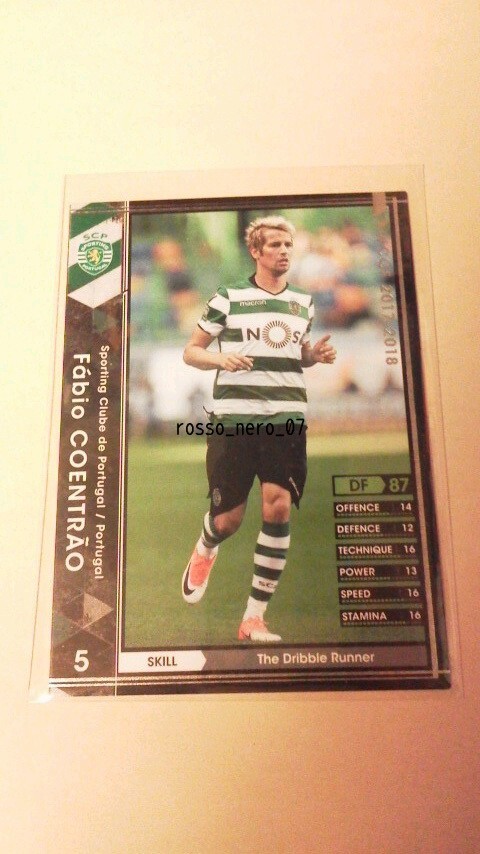 SCP
SPORTING
PORTUGAL
2017-2018
macron
NOS
Sporting Clube de Portugal / Portugal
Fábio COENTRÃO
rosso_nero_07
DF 87
OFFENCE 14
DEFENCE 12
TECHNIQUE 16
POWER 13
SPEED 16
STAMINA 16
5
SKILL
The Dribble Runner